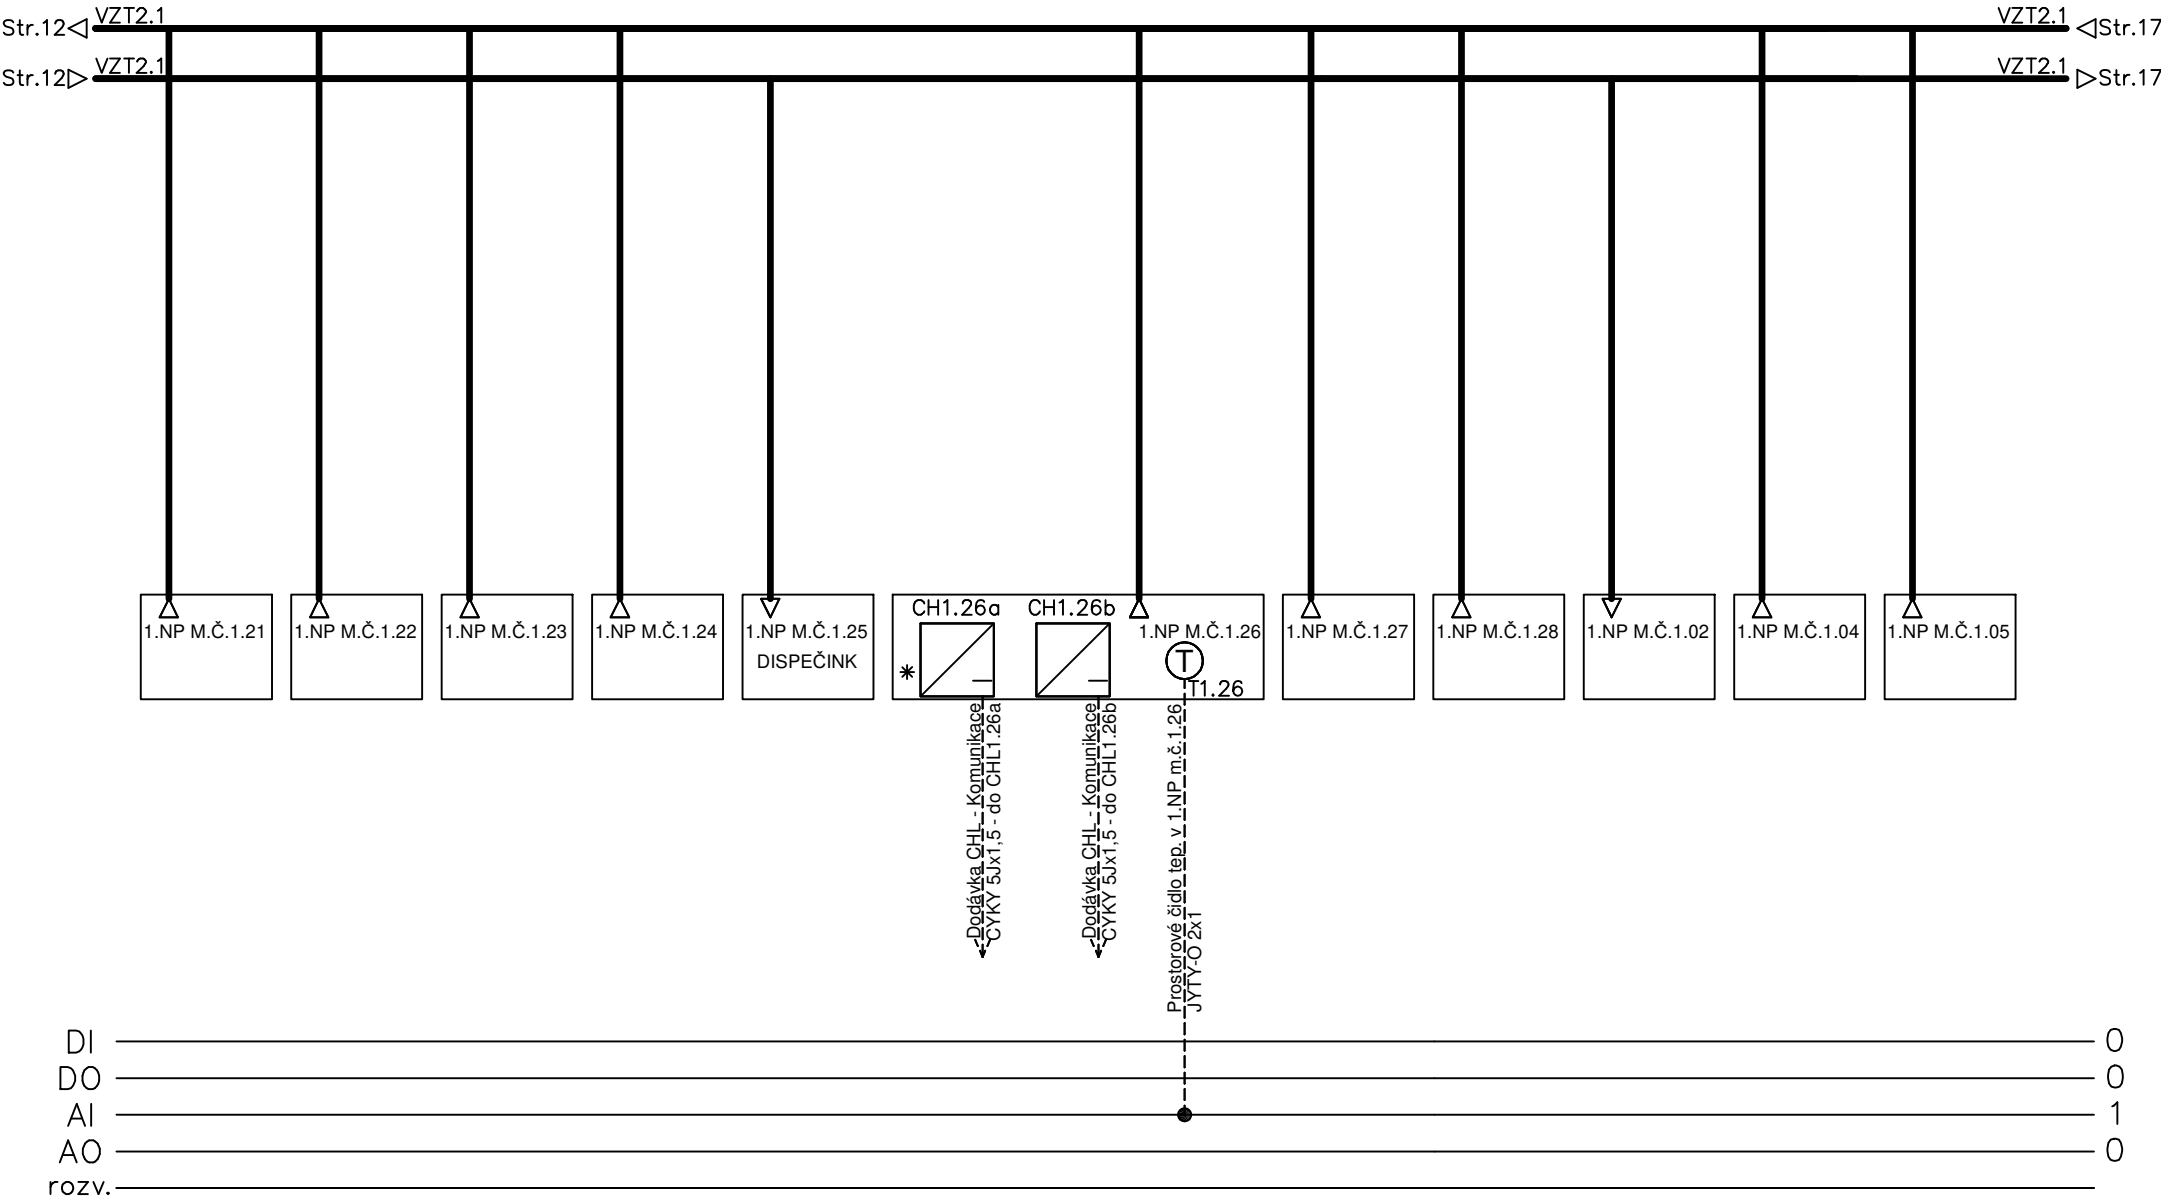 VZT2.1 VZT2.1
Str.12 Str.17
VZT2.1 VZT2.1
Str.12 Str.17
CH1.26a CH1.26b
1.NP M.Č.1.21 1.NP M.Č.1.22 1.NP M.Č.1.23 1.NP M.Č.1.24 1.NP M.Č.1.25 1.NP M.Č.1.26 1.NP M.Č.1.27 1.NP M.Č.1.28 1.NP M.Č.1.02 1.NP M.Č.1.04 1.NP M.Č.1.05
DISPEČINK
T
* T1.26
Dodávka CHL - Komunikace
CYKY 5Jx1,5 - do CHL1.26a
Dodávka CHL - Komunikace
CYKY 5Jx1,5 - do CHL1.26b
Prostorové čidlo tep. v 1.NP m.č.1.26
JYTY-O 2x1
DI 0
DO 0
AI 1
AO 0
rozv.